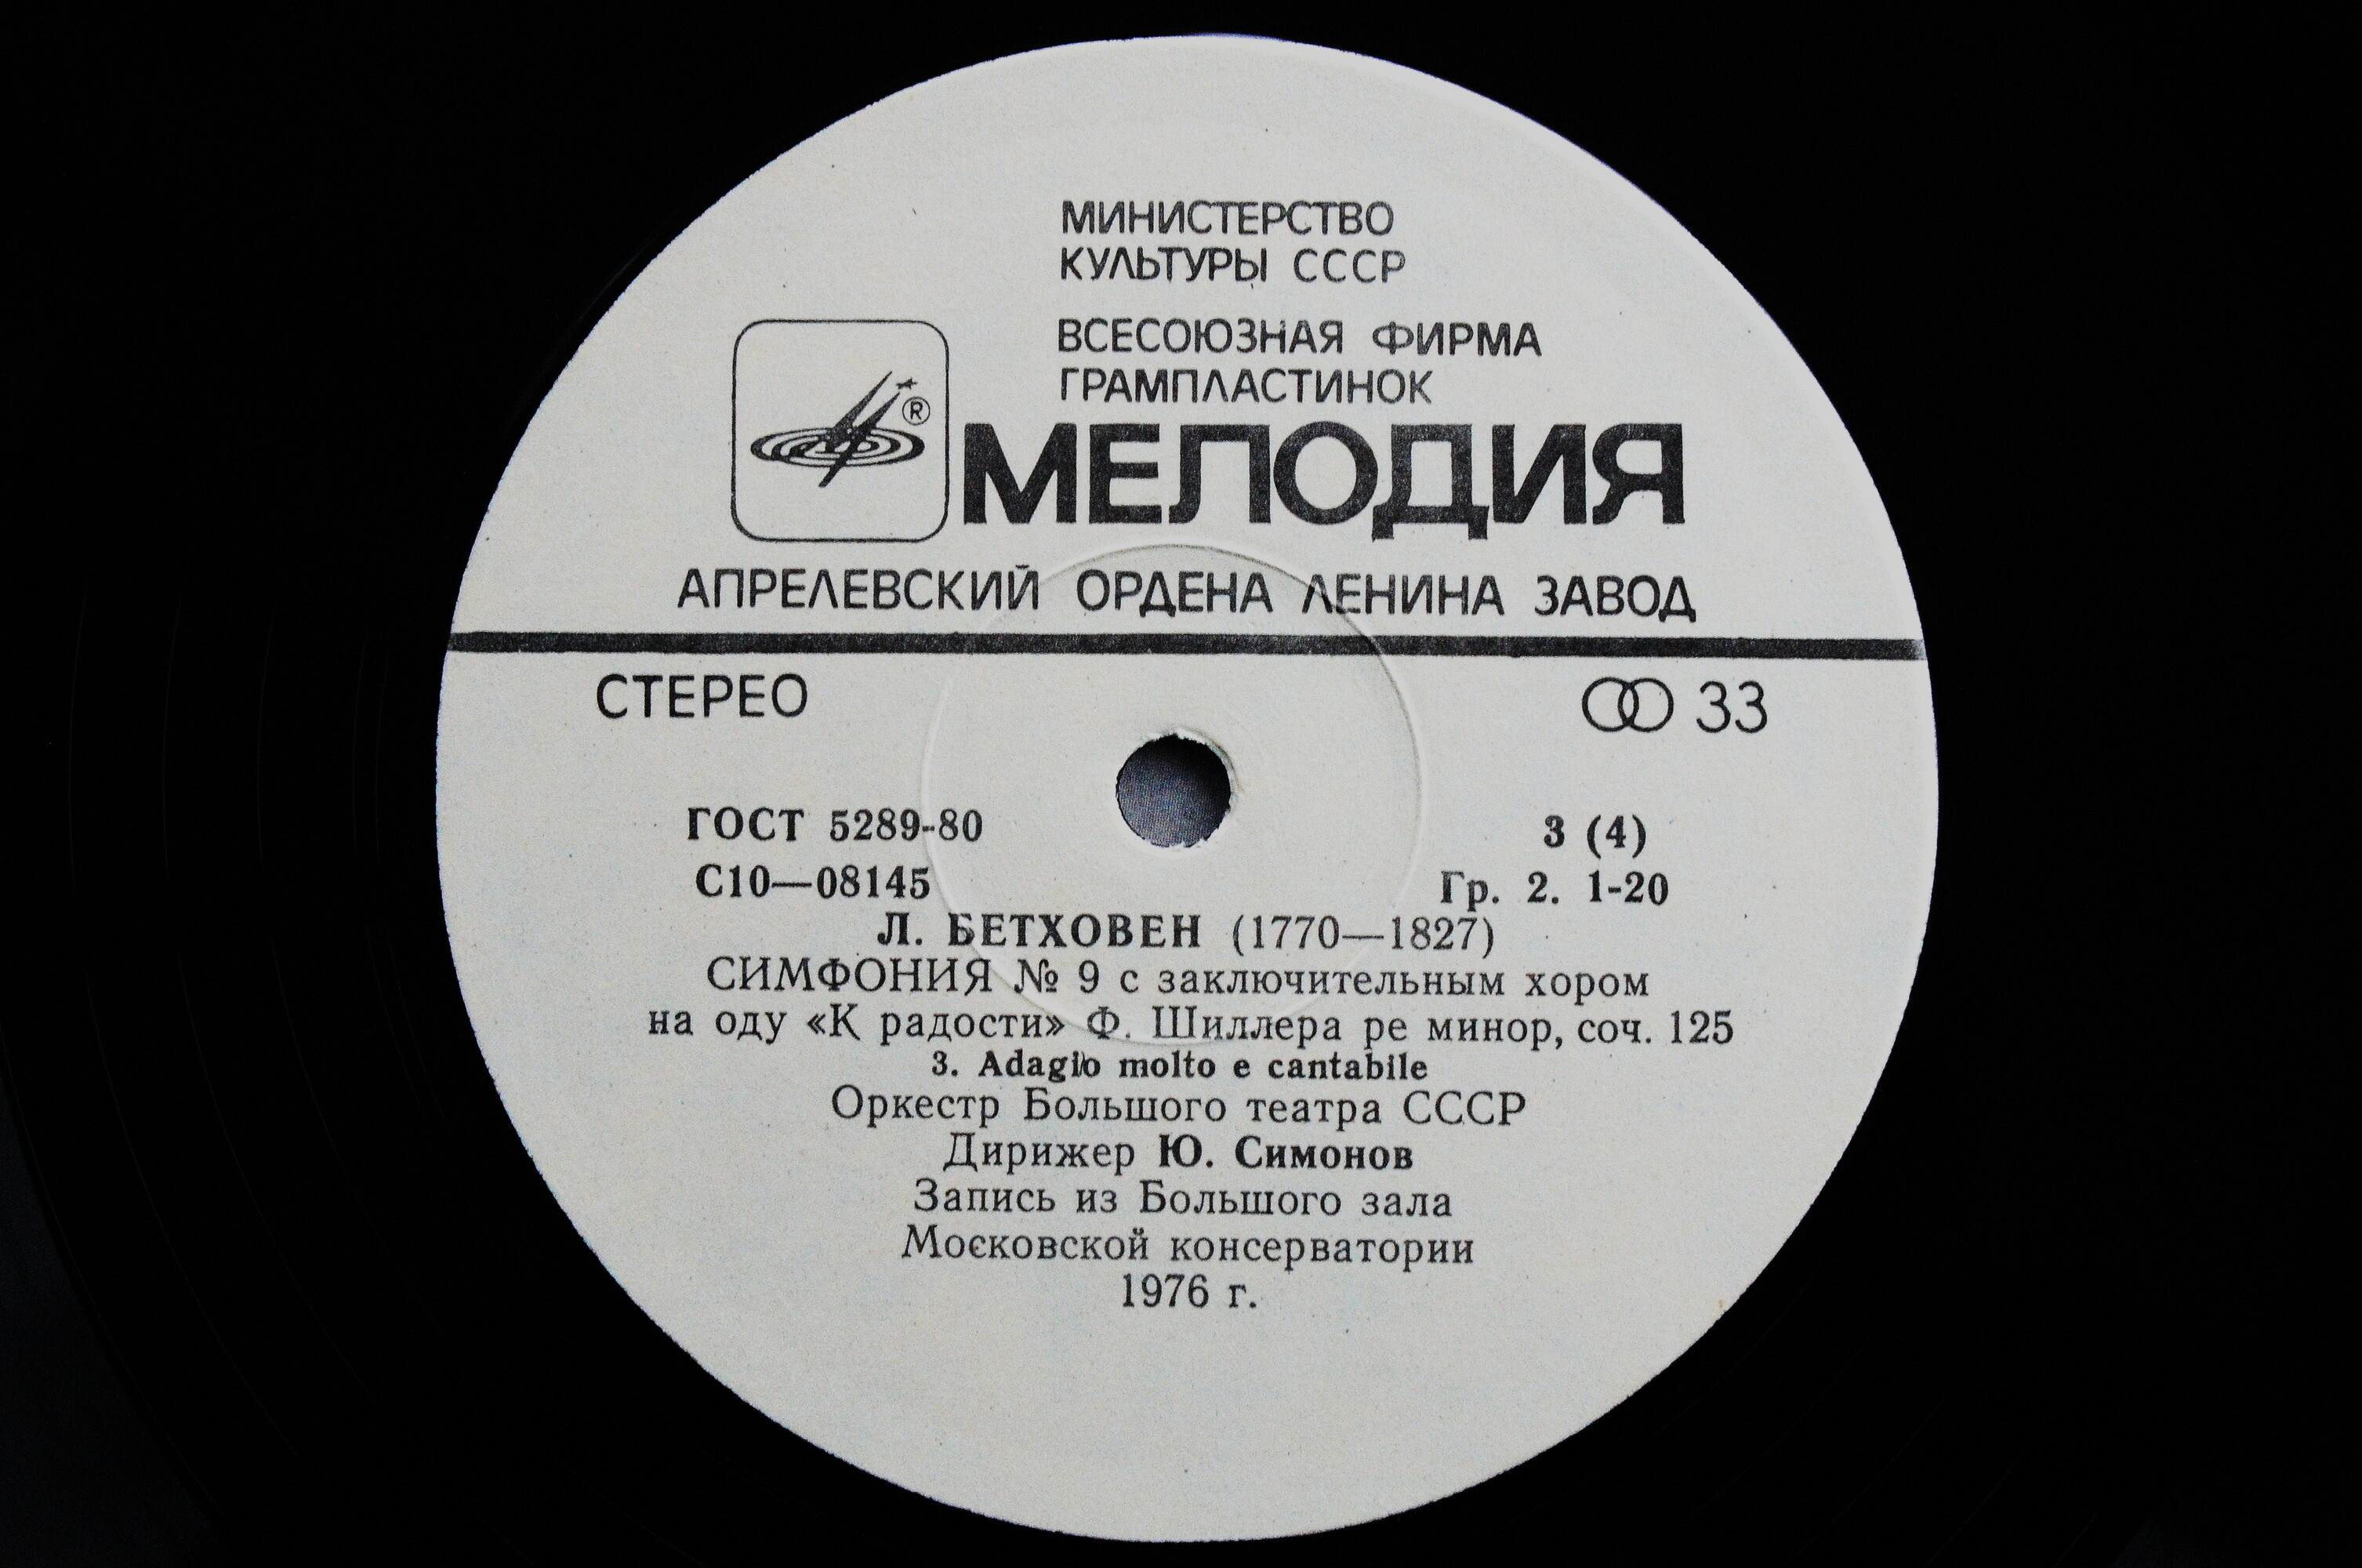 МИНИСТЕРСТВО
КУЛЬТУРЫ СССР
ВСЕСОЮЗНАЯ ФИРМА
ГРАМПЛАСТИНОК
®
МЕЛОДИЯ
АПРЕЛЕВСКИЙ ОРДЕНА ЛЕНИНА ЗАВОД
СТЕРЕО 33
ГОСТ 5289-80 3 (4)
С10—08145 Гр. 2. 1-20
Л. БЕТХОВЕН (1770—1827)
СИМФОНИЯ № 9 с заключительным хором
на оду «К радости» Ф. Шиллера ре минор, соч. 125
3. Adagio molto e cantabile
Оркестр Большого театра СССР
Дирижер Ю. Симонов
Запись из Большого зала
Московской консерватории
1976 г.